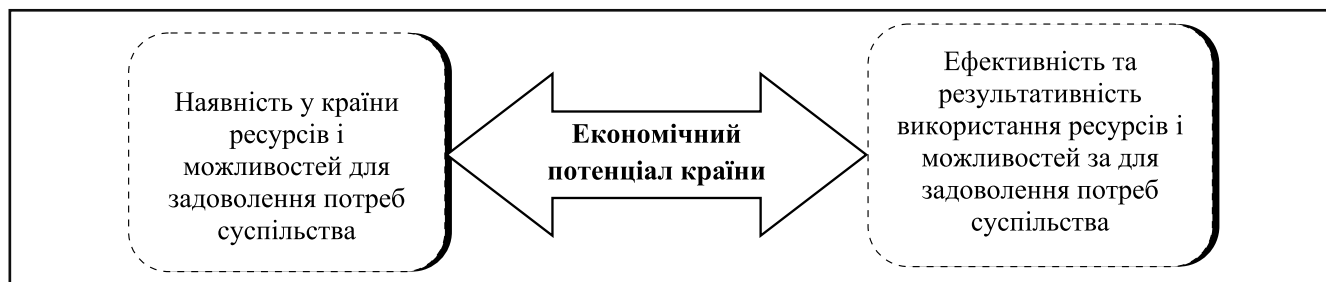 Наявність у країни
ресурсів і
можливостей для
задоволення потреб
суспільства
Економічний
потенціал країни
Ефективність та
результативність
використання ресурсів і
можливостей за для
задоволення потреб
суспільства